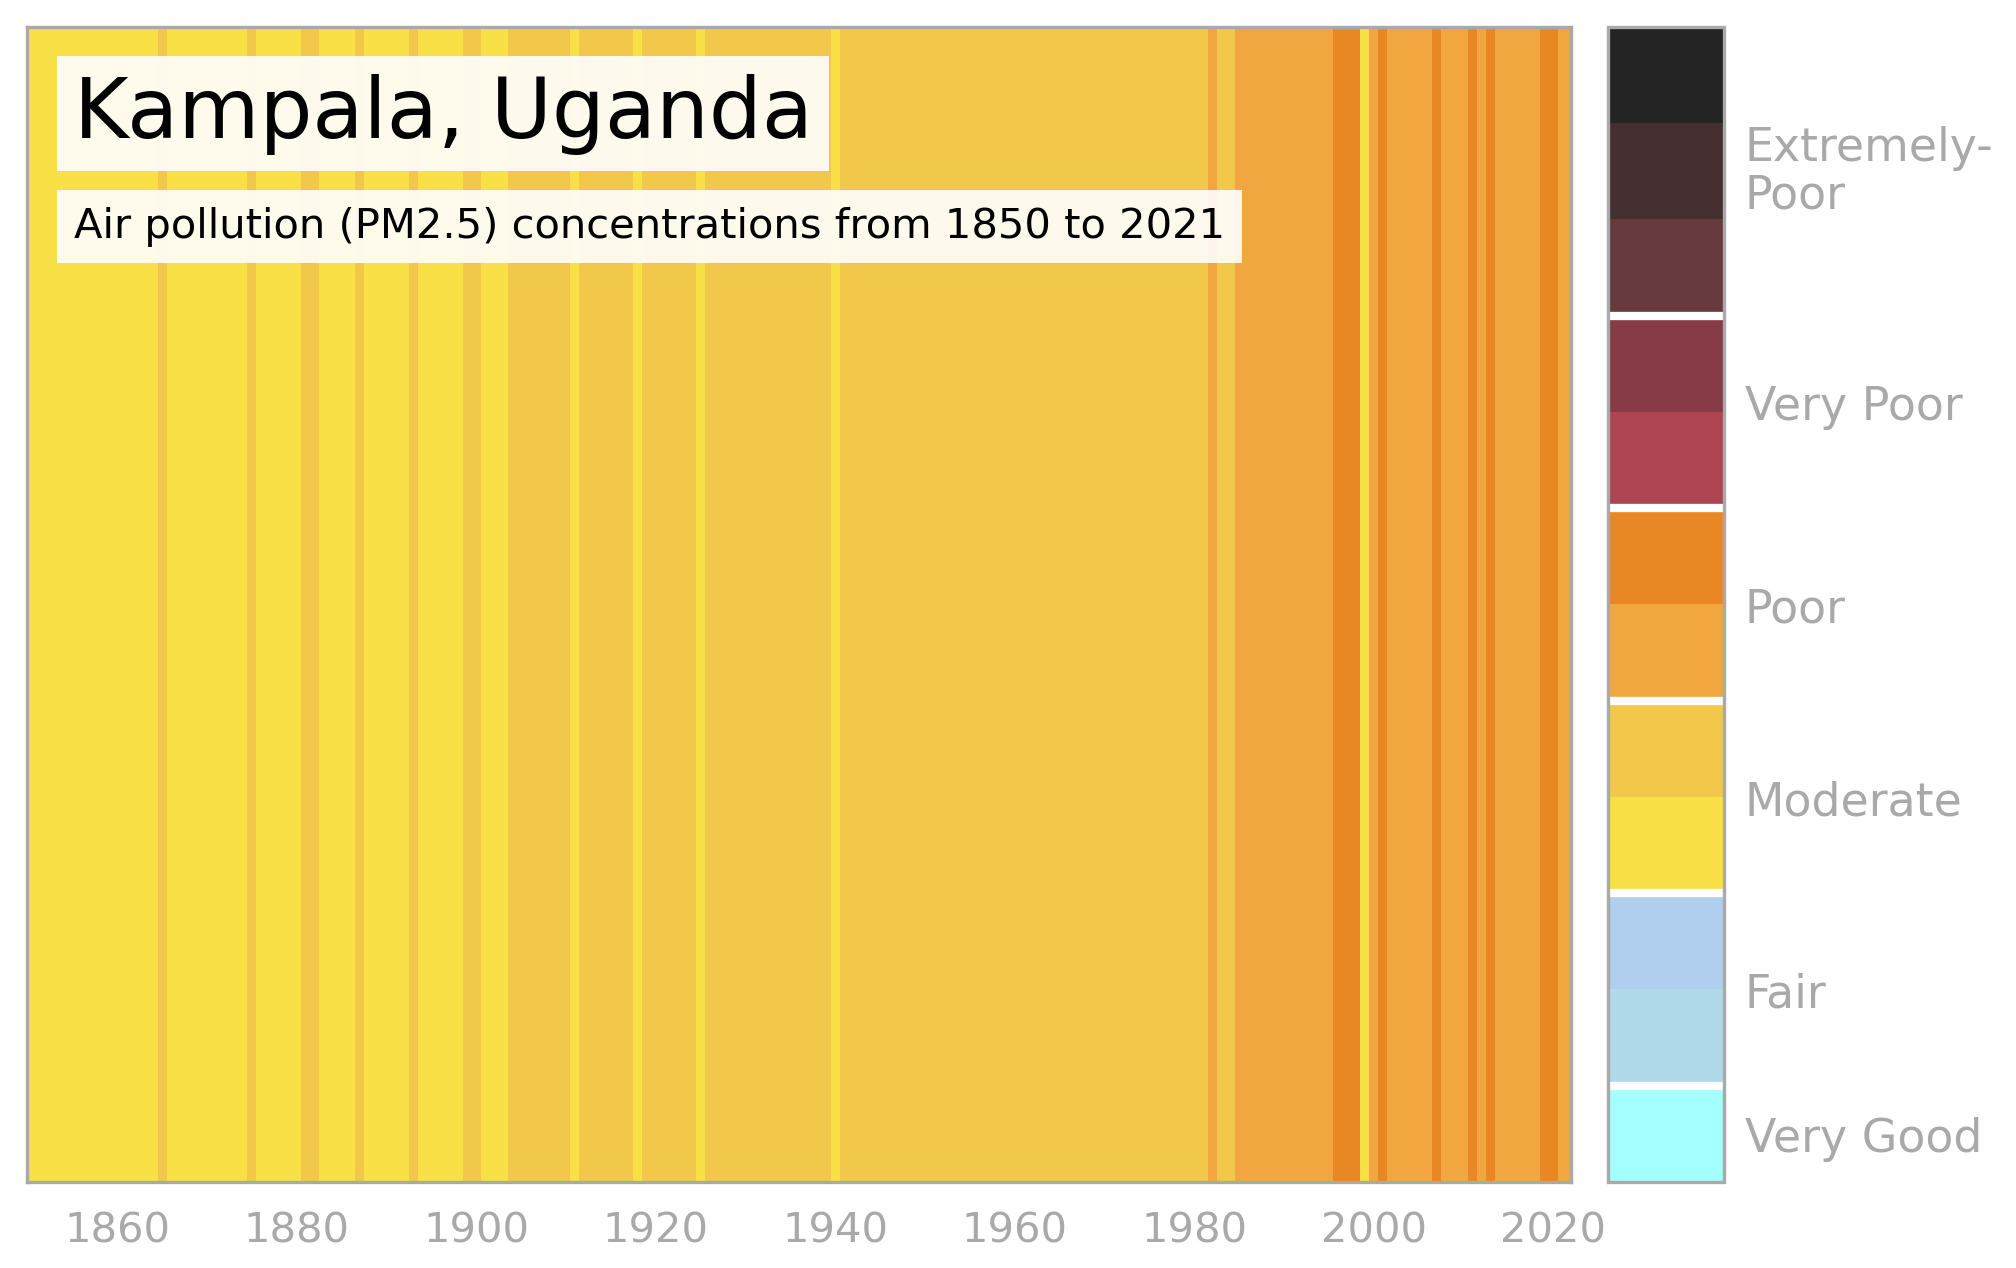 Kampala, Uganda
Air pollution (PM2.5) concentrations from 1850 to 2021
Extremely-
Poor
Very Poor
Poor
Moderate
Fair
Very Good
1860 1880 1900 1920 1940 1960 1980 2000 2020